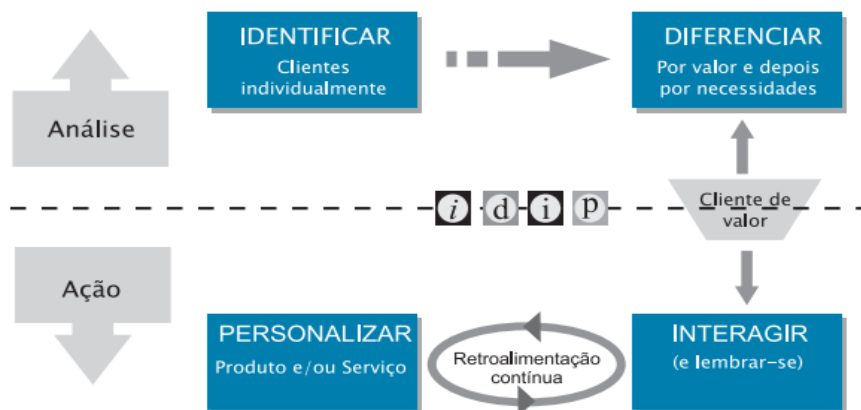 IDENTIFICAR
Clientes
individualmente
DIFERENCIAR
Por valor e depois
por necessidades
Análise
i d i p
Cliente de
valor
Ação
PERSONALIZAR
Produto e/ou Serviço
Retroalimentação
contínua
INTERAGIR
(e lembrar-se)